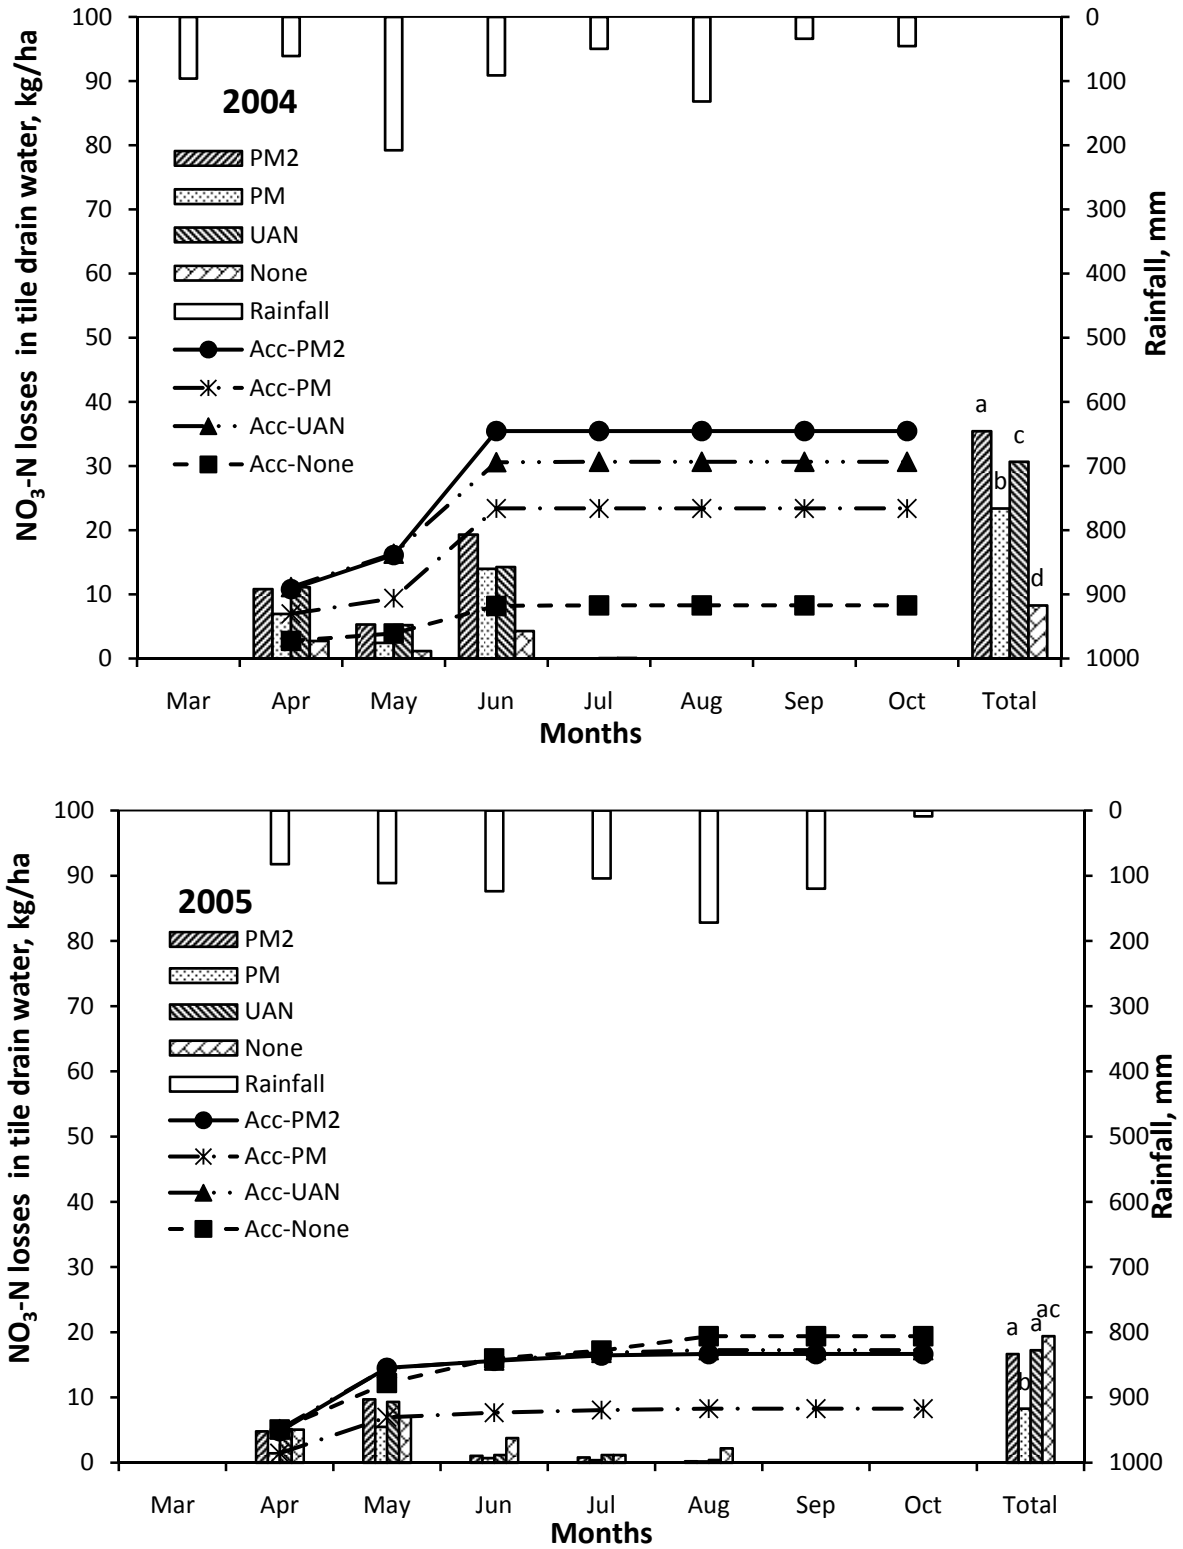 100
90
80
70
60
50
40
30
20
10
0
NO3-N losses in tile drain water, kg/ha
2004
PM2
PM
UAN
None
Rainfall
Acc-PM2
Acc-PM
Acc-UAN
Acc-None
a
b
c
d
0
100
200
300
400
500
600
700
800
900
1000
Rainfall, mm
Mar Apr May Jun Jul Aug Sep Oct Total
Months
100
90
80
70
60
50
40
30
20
10
0
NO3-N losses in tile drain water, kg/ha
2005
PM2
PM
UAN
None
Rainfall
Acc-PM2
Acc-PM
Acc-UAN
Acc-None
a
b
a
ac
0
100
200
300
400
500
600
700
800
900
1000
Rainfall, mm
Mar Apr May Jun Jul Aug Sep Oct Total
Months